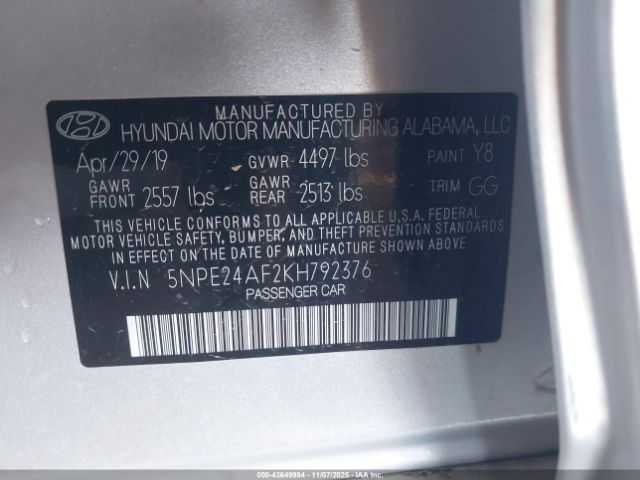 MANUFACTURED BY
HYUNDAI MOTOR MANUFACTURING ALABAMA, LLC
Apr/29/19 GVWR 4497 lbs PAINT Y8
GAWR FRONT 2557 lbs GAWR REAR 2513 lbs TRIM GG
THIS VEHICLE CONFORMS TO ALL APPLICABLE U.S.A. FEDERAL
MOTOR VEHICLE SAFETY, BUMPER, AND THEFT PREVENTION STANDARDS
IN EFFECT ON THE DATE OF MANUFACTURE SHOWN ABOVE.
V.I.N 5NPE24AF2KH792376
PASSENGER CAR
000-43649994 - 11/07/2025 - IAAI Inc.